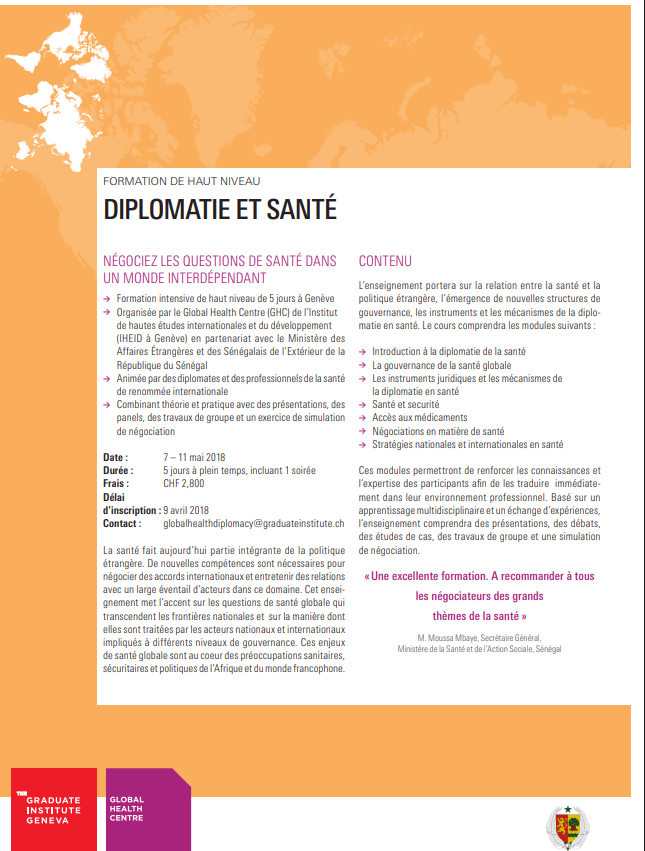 FORMATION DE HAUT NIVEAU
DIPLOMATIE ET SANTÉ
NÉGOCIEZ LES QUESTIONS DE SANTÉ DANS
UN MONDE INTERDÉPENDANT
→ Formation intensive de haut niveau de 5 jours à Genève
→ Organisée par le Global Health Centre (GHC) de l'Institut
de hautes études internationales et du développement
(IHEID à Genève) en partenariat avec le Ministère des
Affaires Étrangères et des Sénégalais de l'Extérieur de la
République du Sénégal
→ Animée par des diplomates et des professionnels de la santé
de renommée internationale
→ Combinant théorie et pratique avec des présentations, des
panels, des travaux de groupe et un exercice de simulation
de négociation
Date : 7 – 11 mai 2018
Durée : 5 jours à plein temps, incluant 1 soirée
Frais : CHF 2,800
Délai
d'inscription : 9 avril 2018
Contact : globalhealthdiplomacy@graduateinstitute.ch
La santé fait aujourd'hui partie intégrante de la politique
étrangère. De nouvelles compétences sont nécessaires pour
négocier des accords internationaux et entretenir des relations
avec un large éventail d'acteurs dans ce domaine. Cet ensei-
gnement met l'accent sur les questions de santé globale qui
transcendent les frontières nationales et sur la manière dont
elles sont traitées par les acteurs nationaux et internationaux
impliqués à différents niveaux de gouvernance. Ces enjeux
de santé globale sont au coeur des préoccupations sanitaires,
sécuritaires et politiques de l'Afrique et du monde francophone.
CONTENU
L'enseignement portera sur la relation entre la santé et la
politique étrangère, l'émergence de nouvelles structures de
gouvernance, les instruments et les mécanismes de la diplo-
matie en santé. Le cours comprendra les modules suivants :
→ Introduction à la diplomatie de la santé
→ La gouvernance de la santé globale
→ Les instruments juridiques et les mécanismes de
la diplomatie en santé
→ Santé et securité
→ Accès aux médicaments
→ Négociations en matière de santé
→ Stratégies nationales et internationales en santé
Ces modules permettront de renforcer les connaissances et
l'expertise des participants afin de les traduire immédiate-
ment dans leur environnement professionnel. Basé sur un
apprentissage multidisciplinaire et un échange d'expériences,
l'enseignement comprendra des présentations, des débats,
des études de cas, des travaux de groupe et une simulation
de négociation.
« Une excellente formation. A recommander à tous
les négociateurs des grands
thèmes de la santé »
M. Moussa Mbaye, Secrétaire Général,
Ministère de la Santé et de l'Action Sociale, Sénégal
THE
GRADUATE
INSTITUTE
GENEVA
GLOBAL
HEALTH
CENTRE